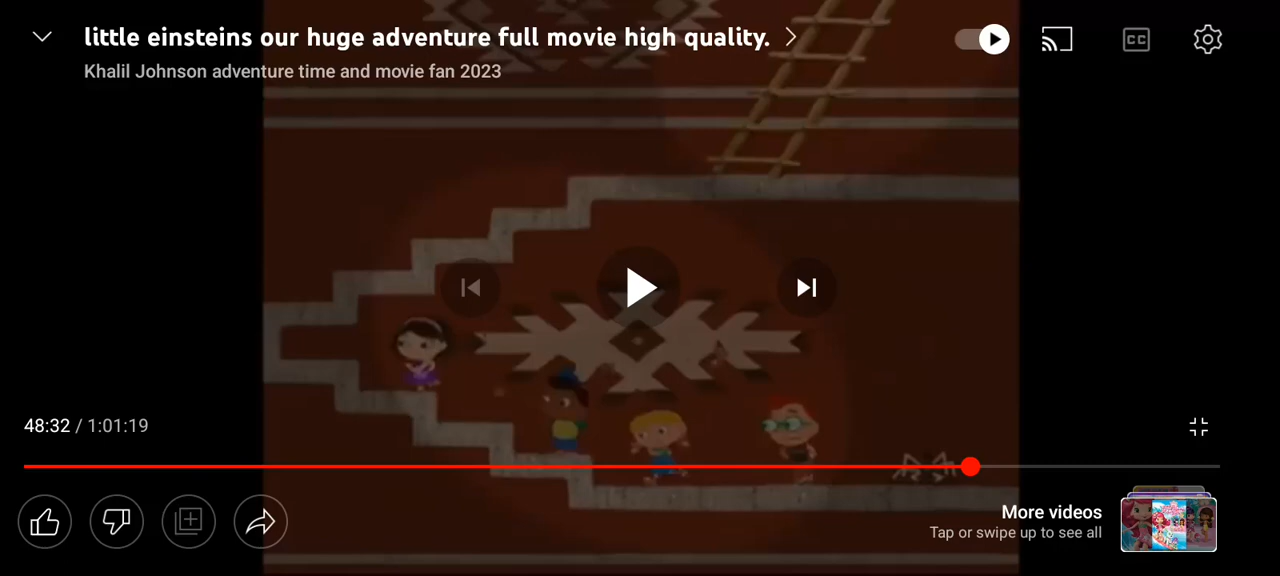 little einsteins our huge adventure full movie high quality.
Khalil Johnson adventure time and movie fan 2023
CC
48:32 / 1:01:19
More videos
Tap or swipe up to see all